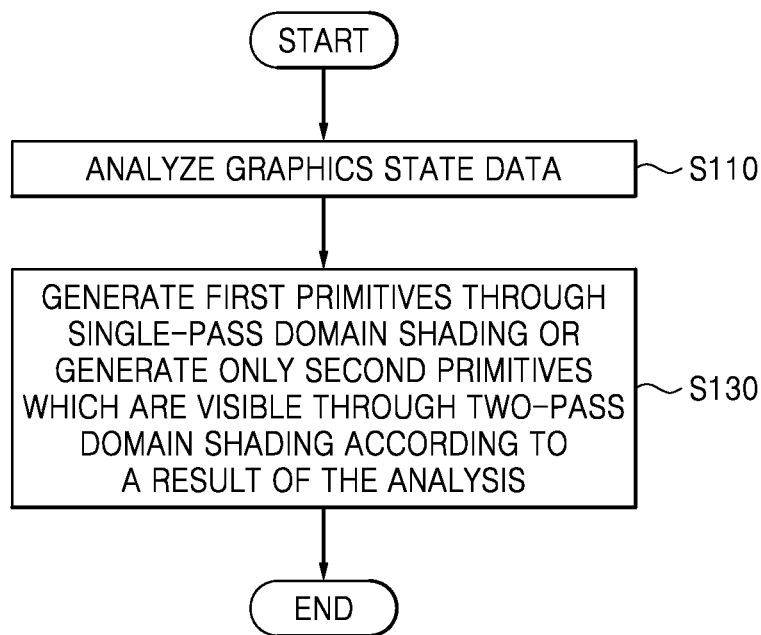 START
ANALYZE GRAPHICS STATE DATA
S110
GENERATE FIRST PRIMITIVES THROUGH
SINGLE-PASS DOMAIN SHADING OR
GENERATE ONLY SECOND PRIMITIVES
WHICH ARE VISIBLE THROUGH TWO-PASS
DOMAIN SHADING ACCORDING TO
A RESULT OF THE ANALYSIS
S130
END